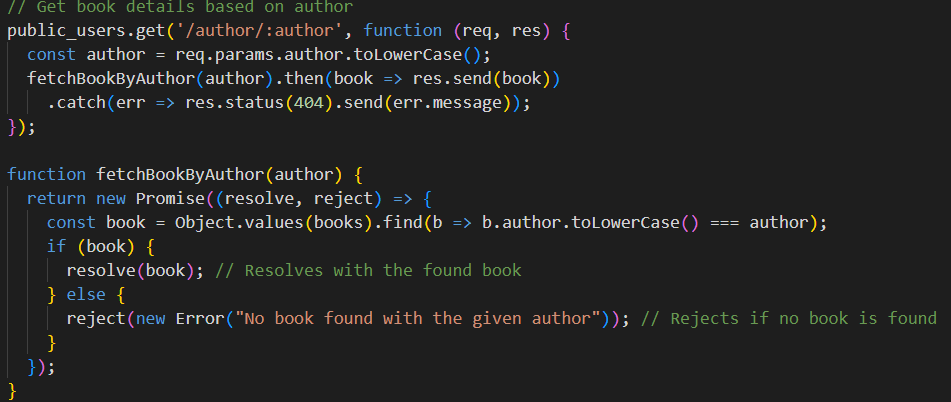 // Get book details based on author
public_users.get('/author/:author', function (req, res) {
  const author = req.params.author.toLowerCase();
  fetchBookByAuthor(author).then(book => res.send(book))
    .catch(err => res.status(404).send(err.message));
});

function fetchBookByAuthor(author) {
  return new Promise((resolve, reject) => {
    const book = Object.values(books).find(b => b.author.toLowerCase() === author);
    if (book) {
      resolve(book); // Resolves with the found book
    } else {
      reject(new Error("No book found with the given author")); // Rejects if no book is found
    }
  });
}